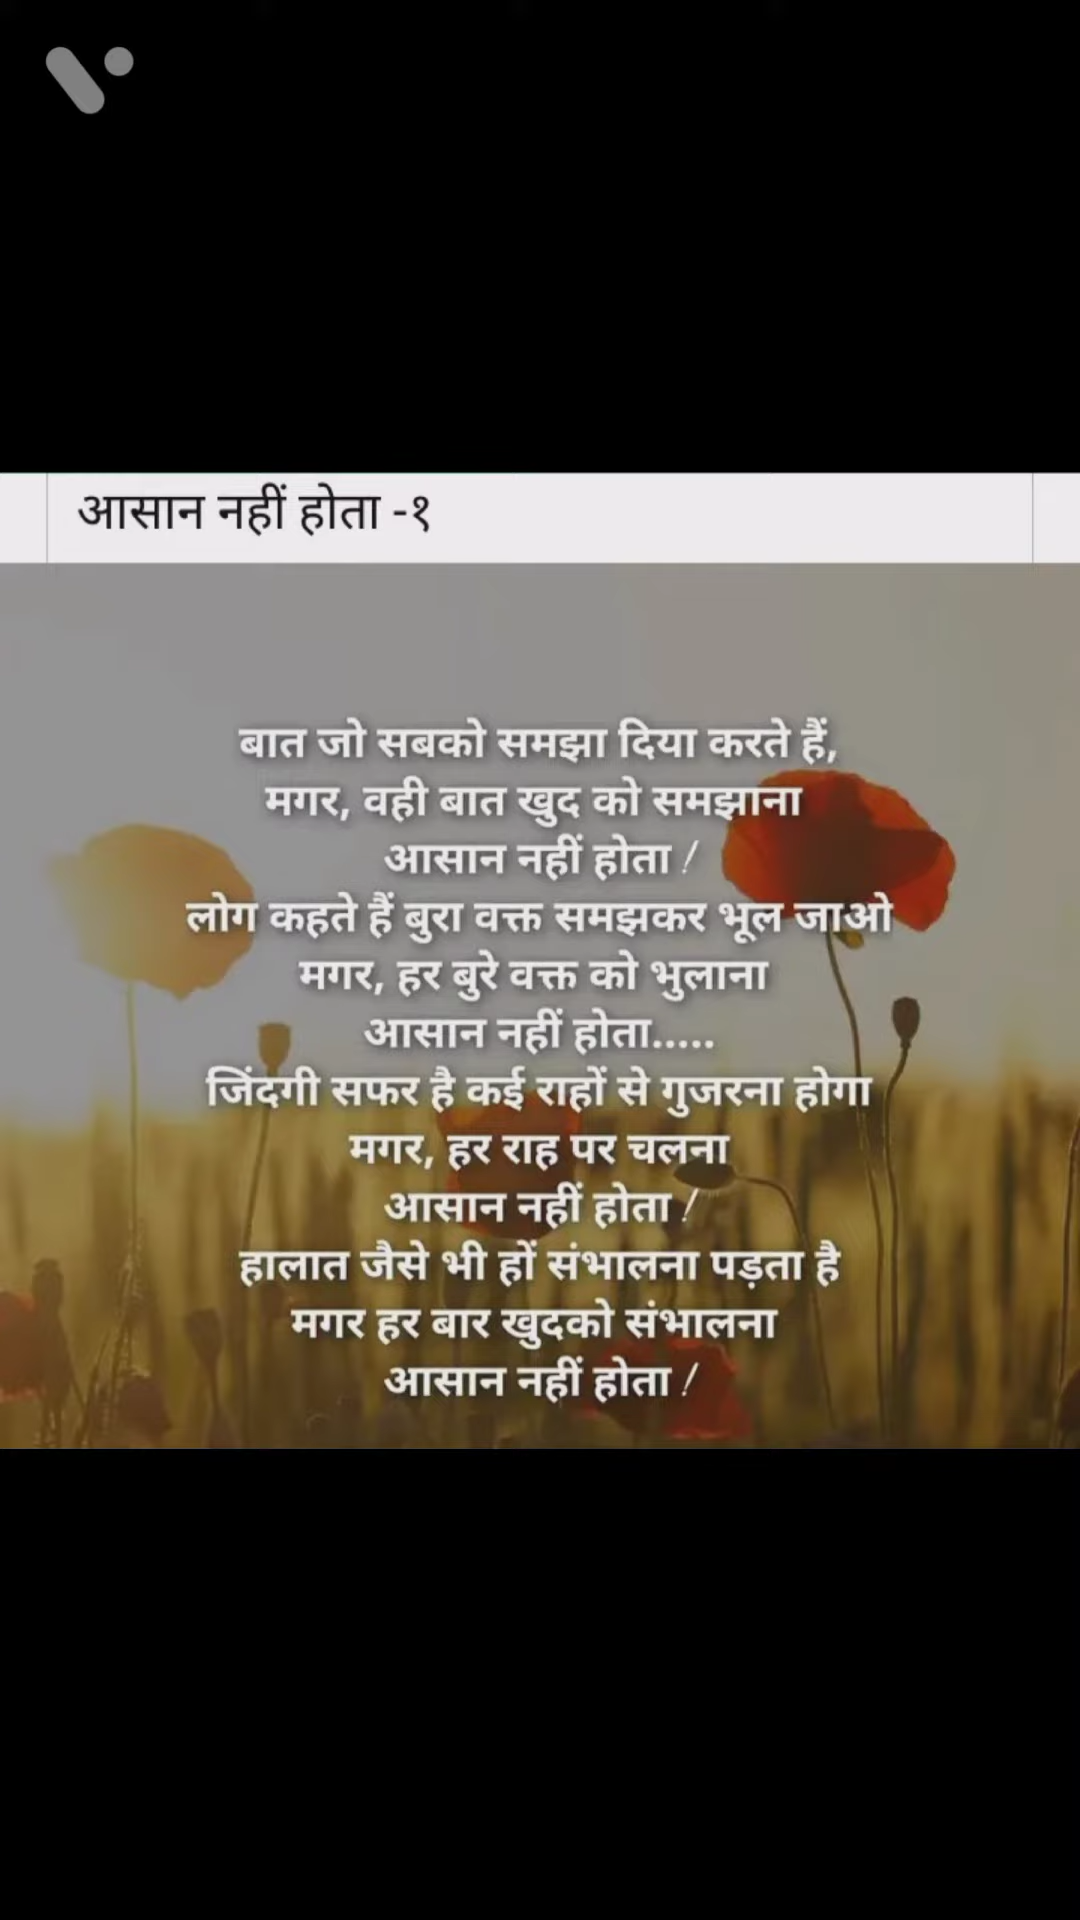 आसान नहीं होता -१
बात जो सबको समझा दिया करते हैं,
मगर, वही बात खुद को समझाना
आसान नहीं होता !
लोग कहते हैं बुरा वक्त समझकर भूल जाओ
मगर, हर बुरे वक्त को भुलाना
आसान नहीं होता.....
जिंदगी सफर है कई राहों से गुजरना होगा
मगर, हर राह पर चलना
आसान नहीं होता !
हालात जैसे भी हों संभालना पड़ता है
मगर हर बार खुदको संभालना
आसान नहीं होता !